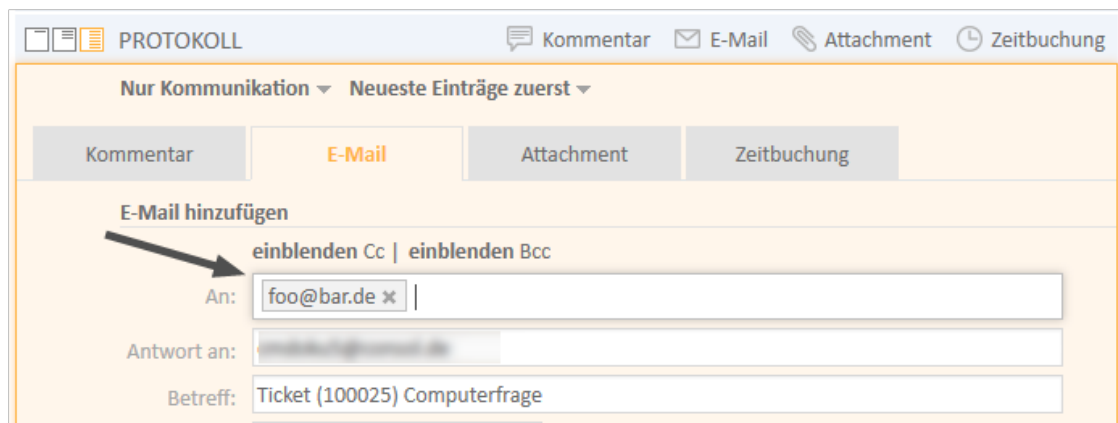 PROTOKOLL Kommentar E-Mail Attachment Zeitbuchung
Nur Kommunikation Neueste Einträge zuerst
Kommentar E-Mail Attachment Zeitbuchung
E-Mail hinzufügen
einblenden Cc | einblenden Bcc
An: foo@bar.de
Antwort an:
Betreff: Ticket (100025) Computerfrage